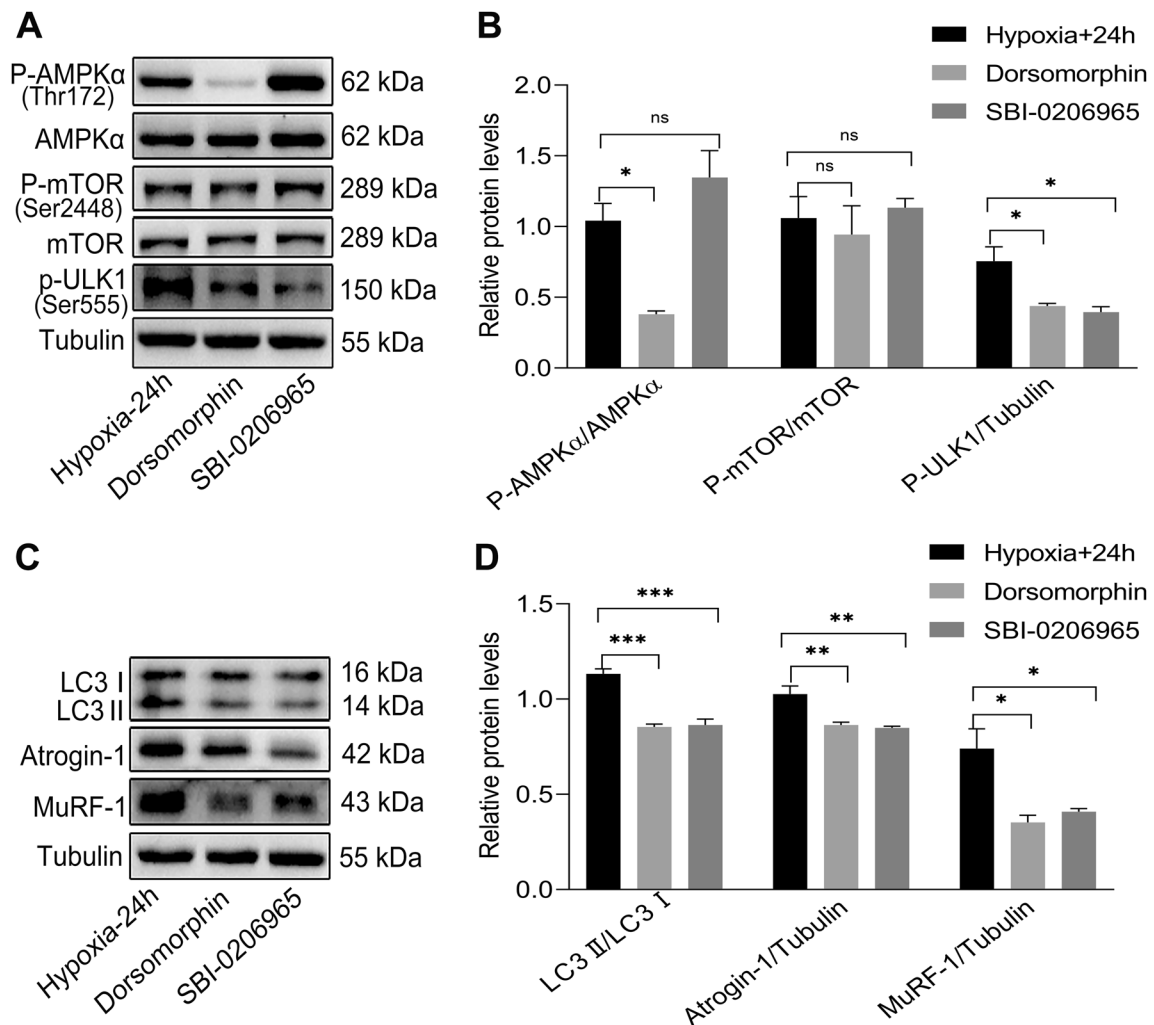 A
P-AMPKα
(Thr172)
62 kDa
AMPKα
62 kDa
P-mTOR
(Ser2448)
289 kDa
mTOR
289 kDa
p-ULK1
(Ser555)
150 kDa
Tubulin
55 kDa
Hypoxia-24h
Dorsomorphin
SBI-0206965
B
Hypoxia+24h
Dorsomorphin
SBI-0206965
Relative protein levels
2.0
1.5
1.0
0.5
0.0
ns
*
ns
ns
*
*
P-AMPKα/AMPKα
P-mTOR/mTOR
P-ULK1/Tubulin
C
LC3 I
16 kDa
LC3 II
14 kDa
Atrogin-1
42 kDa
MuRF-1
43 kDa
Tubulin
55 kDa
Hypoxia-24h
Dorsomorphin
SBI-0206965
D
Hypoxia+24h
Dorsomorphin
SBI-0206965
Relative protein levels
1.5
1.0
0.5
0.0
***
***
**
**
*
*
LC3 II/LC3 I
Atrogin-1/Tubulin
MuRF-1/Tubulin